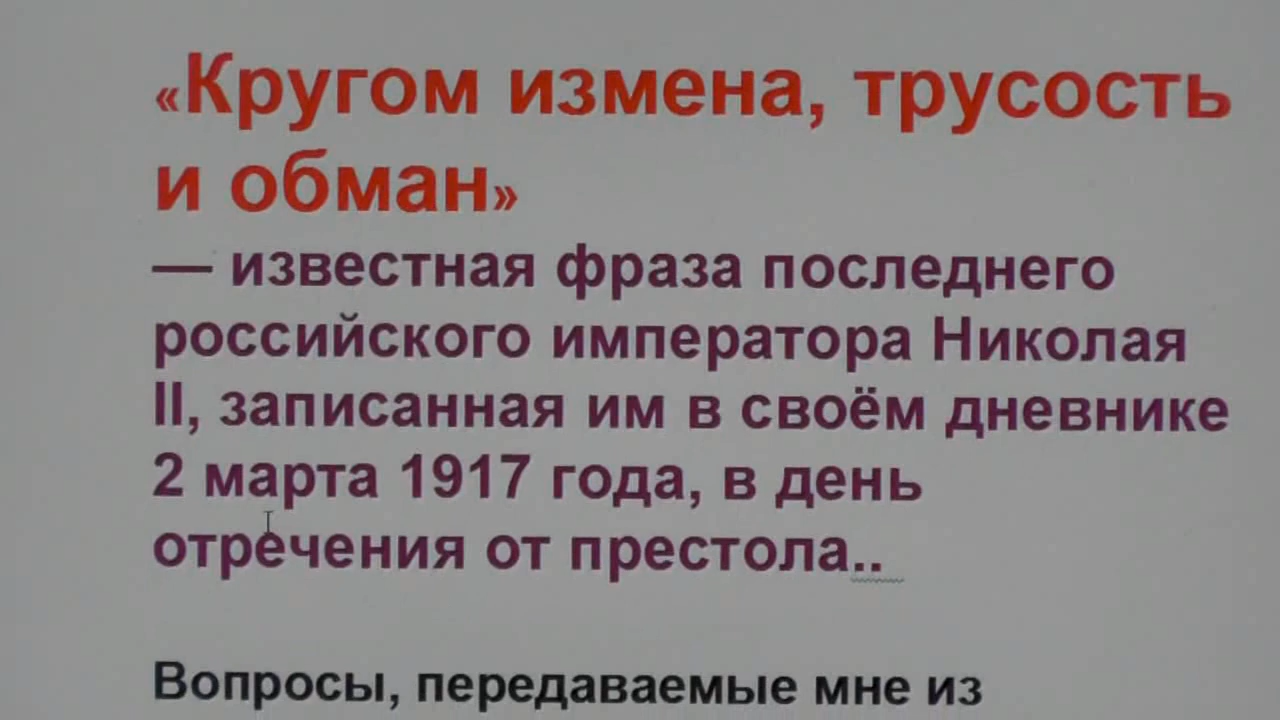 «Кругом измена, трусость
и обман»
— известная фраза последнего
российского императора Николая
II, записанная им в своём дневнике
2 марта 1917 года, в день
отречения от престола..
Вопросы, передаваемые мне из